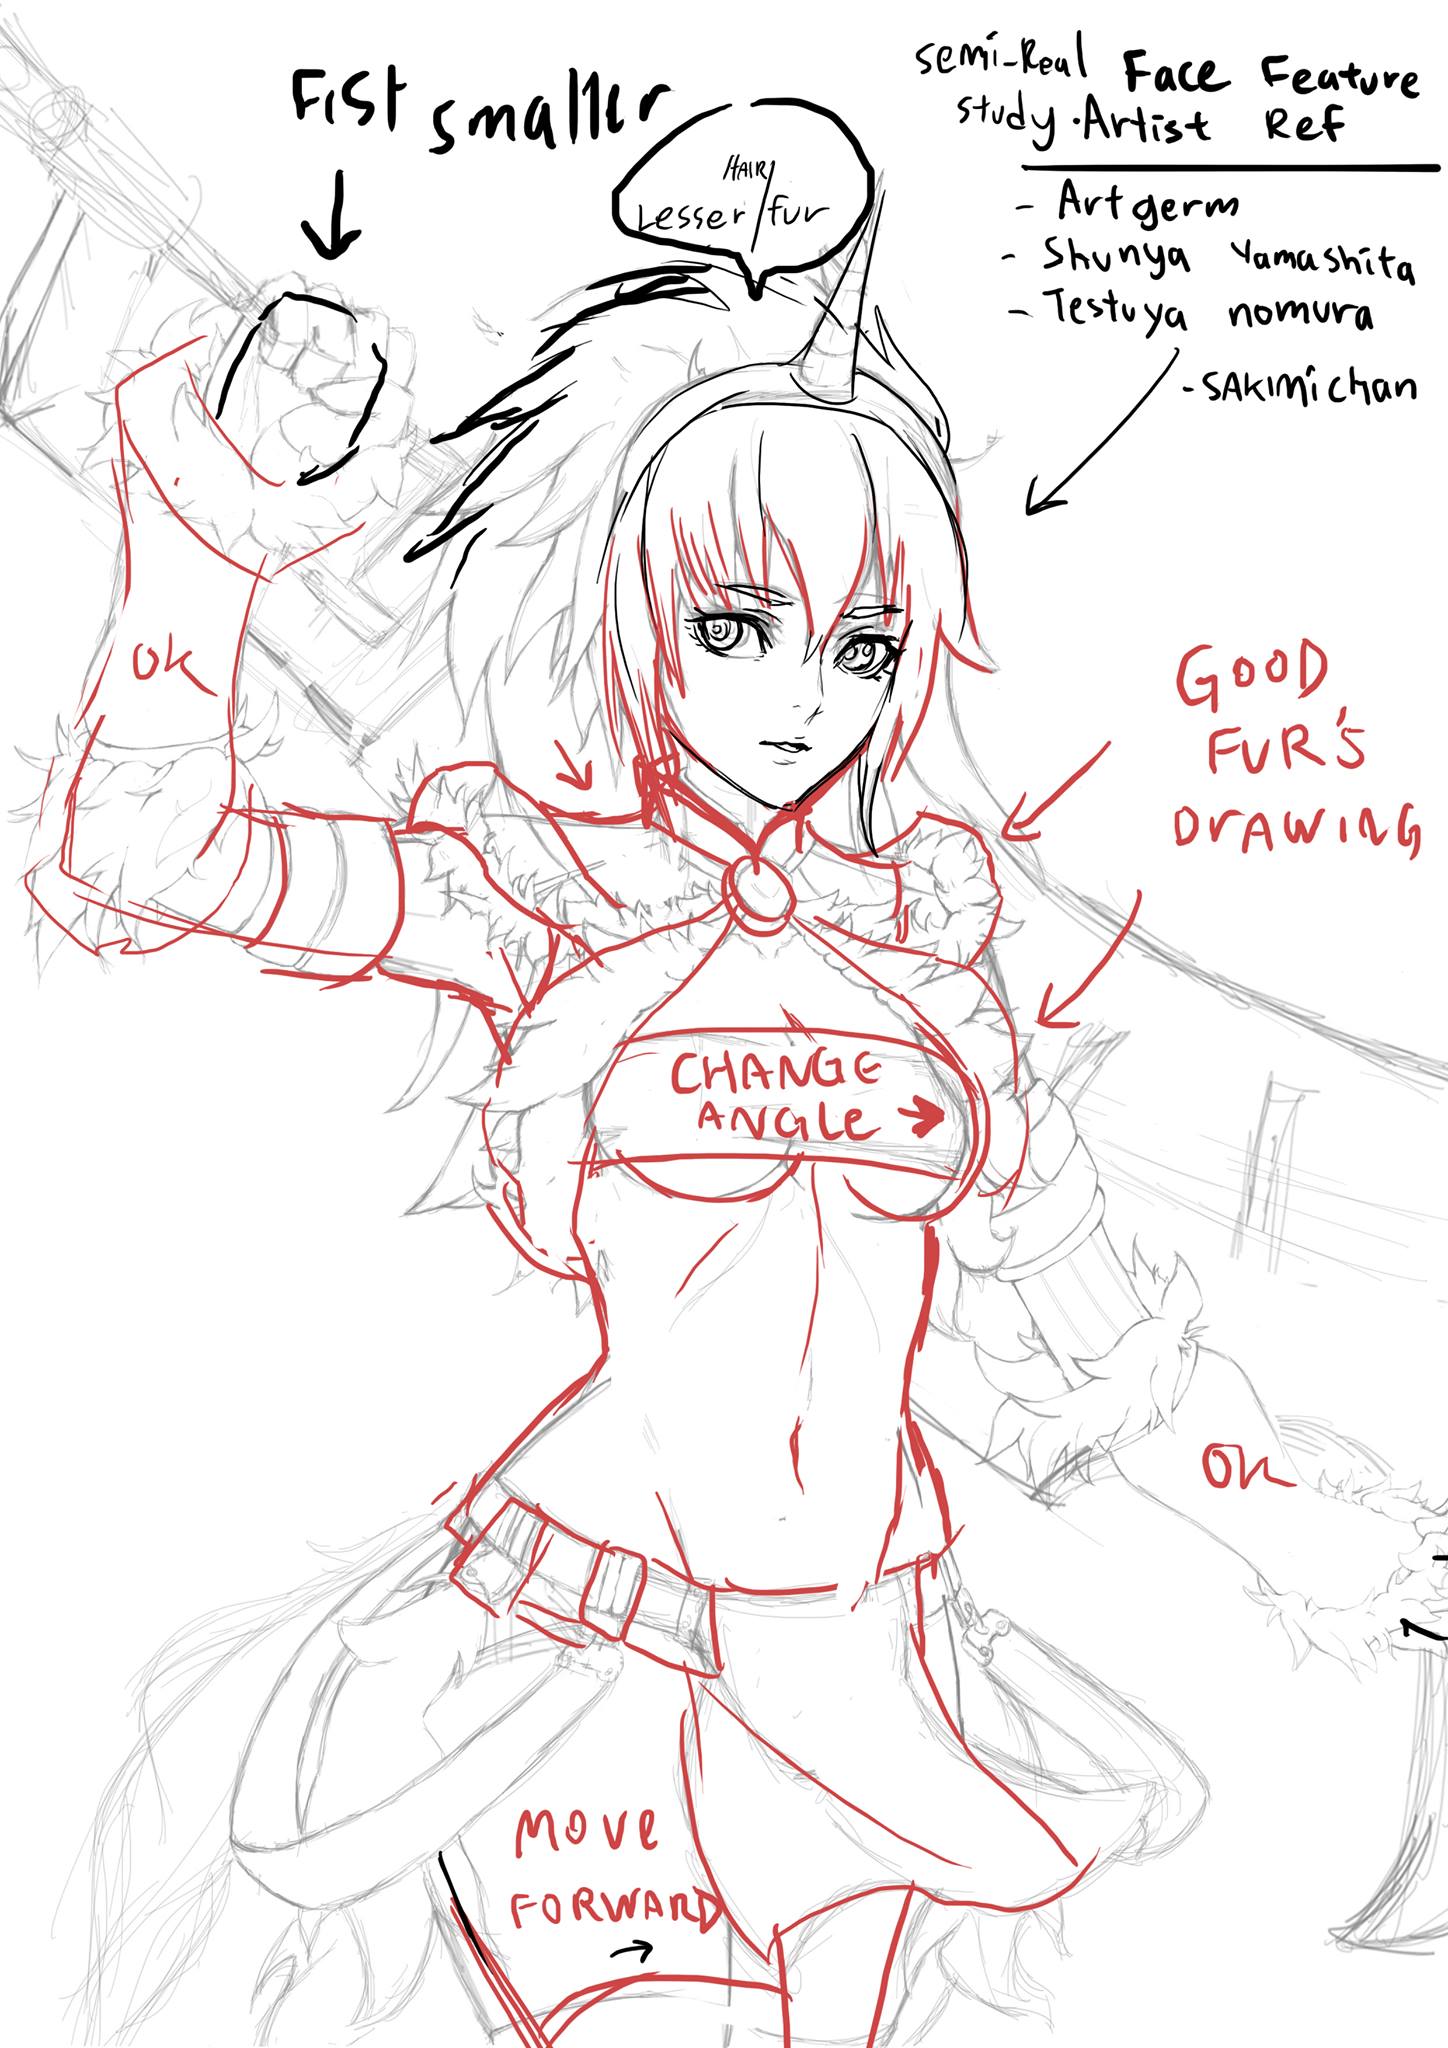 Fist smaller
semi-Real Face Feature
study. Artist Ref
- Artgerm
- Shunya Yamashita
- Testuya nomura
- SAKIMichan
HAIR/
Lesser/fur
OK
GOOD
FUR'S
DRAWING
CHANGE
ANGLE
OK
MOVE
FORWARD